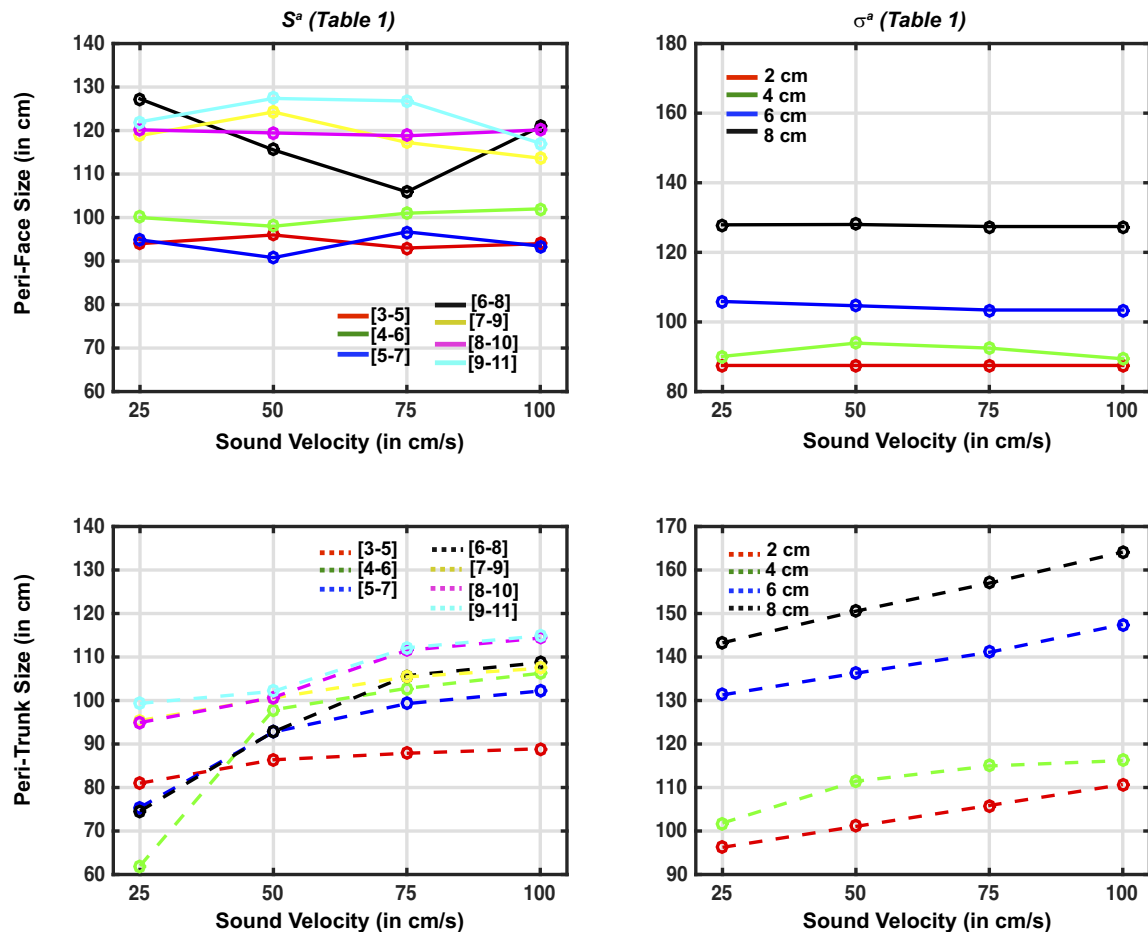 Sᵃ (Table 1)
σᵃ (Table 1)
Peri-Face Size (in cm)
140
130
120
110
100
90
80
70
60
[3-5]
[4-6]
[5-7]
[6-8]
[7-9]
[8-10]
[9-11]
25 50 75 100
Sound Velocity (in cm/s)
180
160
140
120
100
80
2 cm
4 cm
6 cm
8 cm
25 50 75 100
Sound Velocity (in cm/s)
Peri-Trunk Size (in cm)
140
130
120
110
100
90
80
70
60
[3-5]
[4-6]
[5-7]
[6-8]
[7-9]
[8-10]
[9-11]
25 50 75 100
Sound Velocity (in cm/s)
170
160
150
140
130
120
110
100
90
2 cm
4 cm
6 cm
8 cm
25 50 75 100
Sound Velocity (in cm/s)